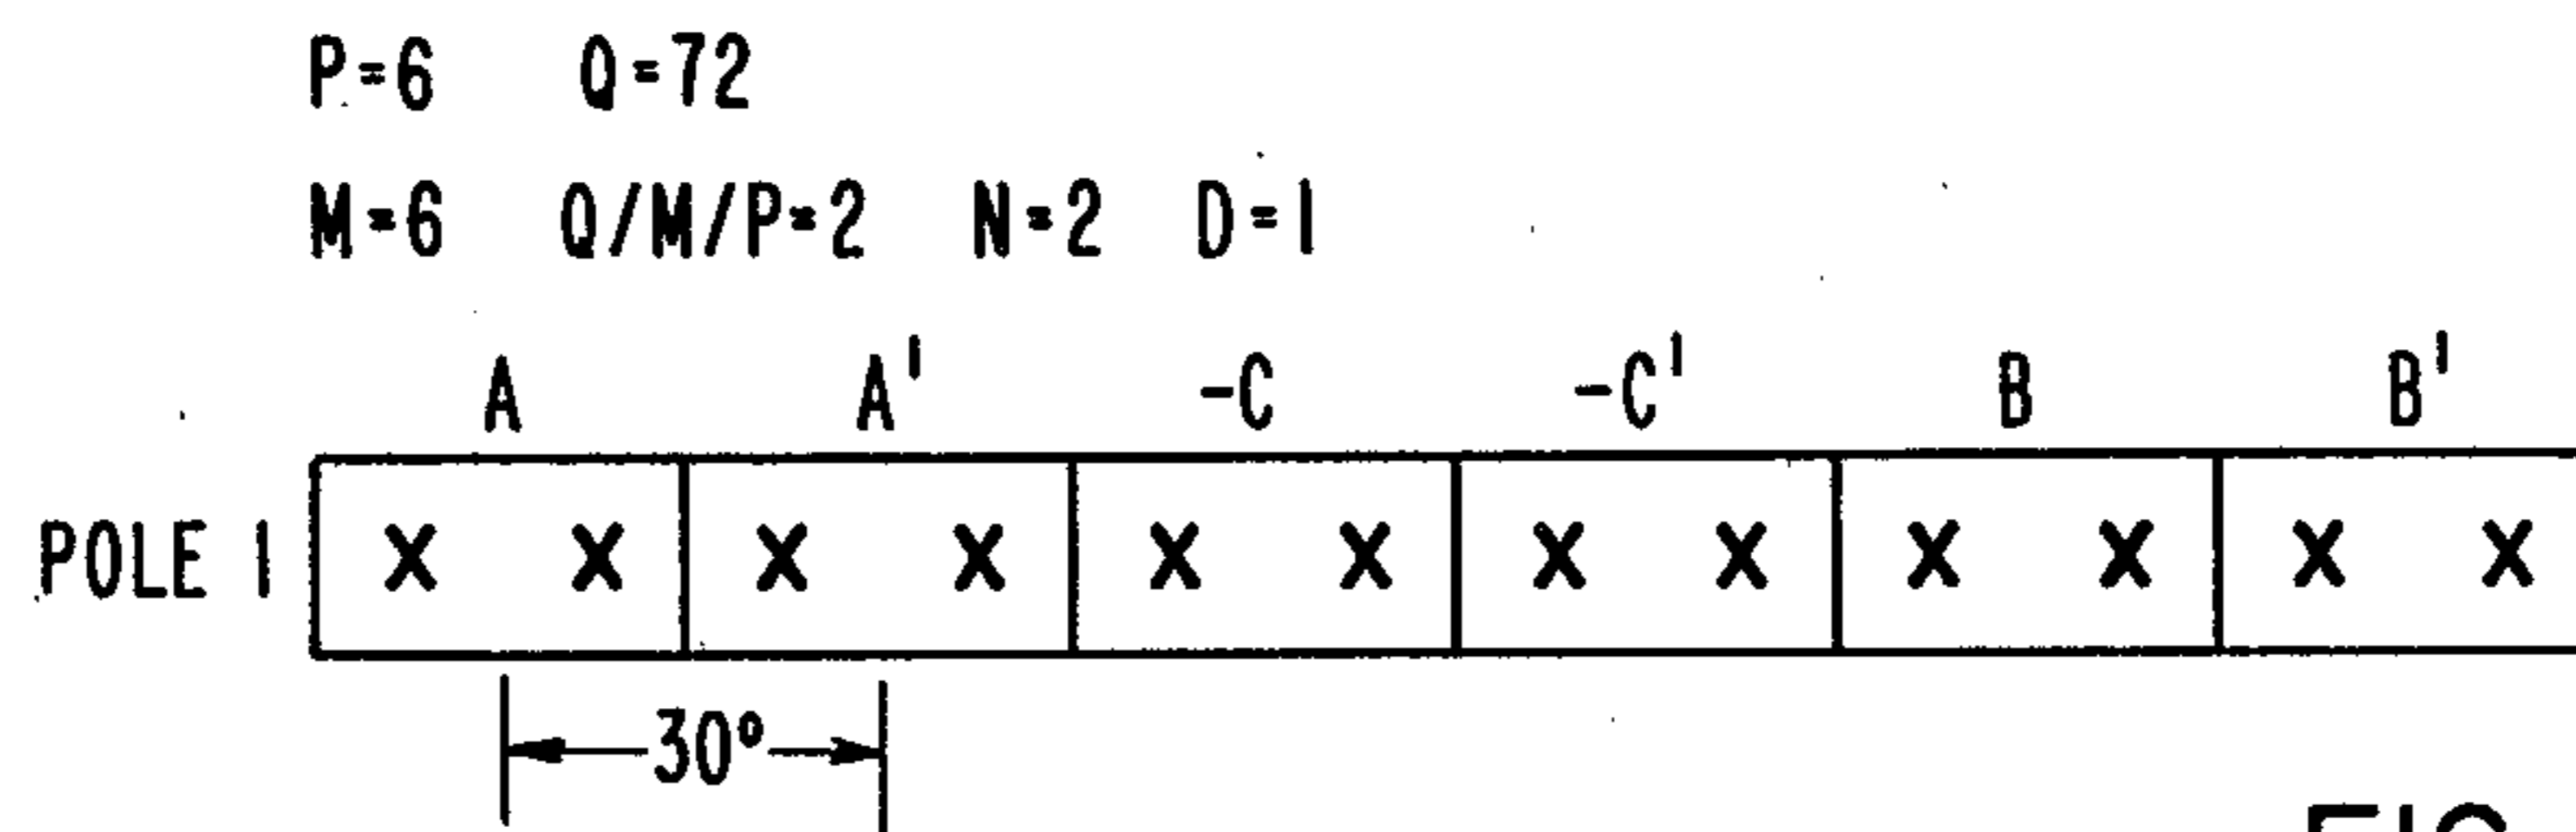 P=6 Q=72
M=6 Q/M/P=2 N=2 D=1
A A' -C -C' B B'
POLE 1 X X X X X X X X X X X X
30°